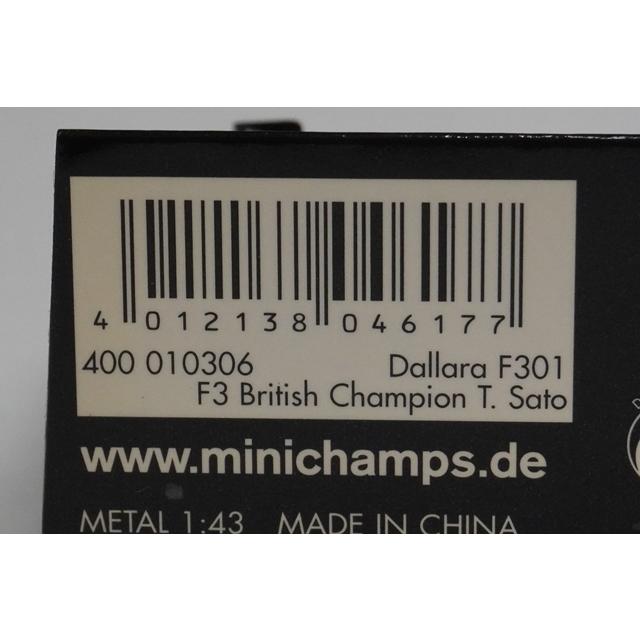 4 012138 046177
400 010306 Dallara F301
F3 British Champion T. Sato
www.minichamps.de
METAL 1:43 MADE IN CHINA